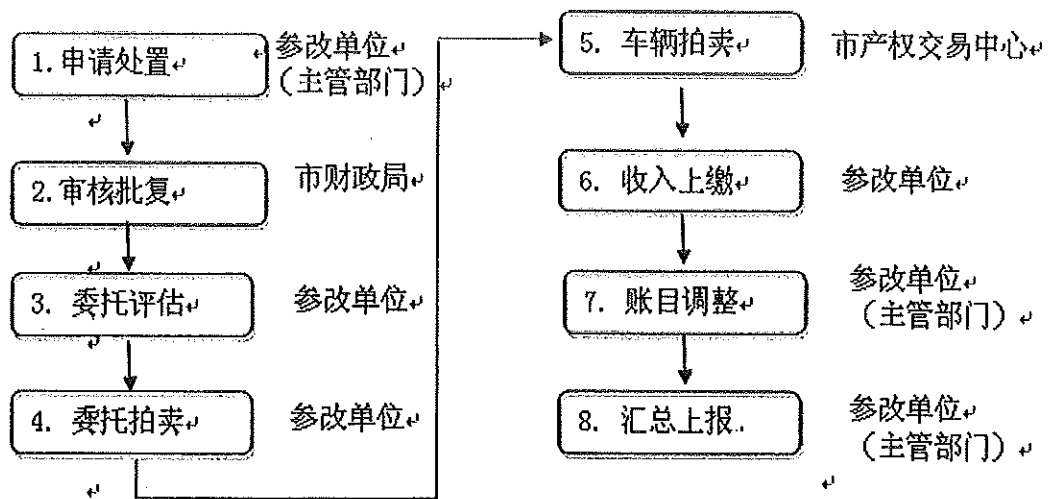 1.申请处置
参改单位
（主管部门）
2.审核批复
市财政局
3. 委托评估
参改单位
4. 委托拍卖
参改单位
5. 车辆拍卖
市产权交易中心
6. 收入上缴
参改单位
7. 账目调整
参改单位
（主管部门）
8. 汇总上报
参改单位
（主管部门）